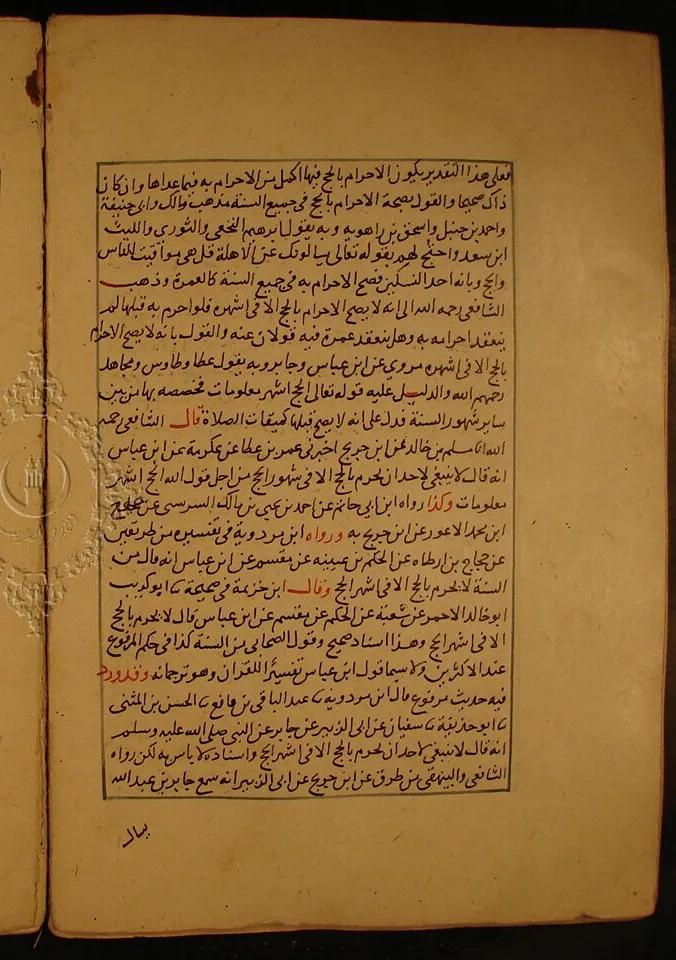 فعلى هذا التقدير يكون الاحرام بالحج فيها اكمل من الاحرام به فيما عداها وان كان
ذاك صحيحا والقول بصحة الاحرام بالحج في جميع السنة مذهب مالك وابي حنيفة
واحمد بن حنبل واسحق بن راهويه وبه يقول ابرهيم النخعي والثوري والليث
ابن سعد واحتج لهم بقوله تعالى يسالونك عن الاهلة قل هي مواقيت للناس
والحج وبانه احد النسكين فصح الاحرام به في جميع السنة كالعمرة وذهب
الشافعي رحمه الله الى انه لا يصح الاحرام بالحج الا في اشهره فلو احرم به قبلها لم
ينعقد احرامه به وهل ينعقد عمرة فيه قولان عنه والقول بانه لا يصح الاحرام
بالحج الا في اشهره مروي عن ابن عباس وجابر وبه يقول عطا وطاوس ومجاهد
رحمهم الله والدليل عليه قوله تعالى الحج اشهر معلومات فخصصه بها من بين
ساير شهور السنة فدل على انه لا يصح قبلها كميقات الصلاة قال الشافعي رحمه
الله انا مسلم بن خالد عن ابن جريج اخبرني عمر بن عطا عن عكرمة عن ابن عباس
انه قال لا ينبغي لاحد ان يحرم بالحج الا في شهور الحج من اجل قول الله الحج اشهر
معلومات وكذا رواه ابن ابي حاتم عن احمد بن يحيى بن مالك السوسي عن حجاج
ابن محمد الاعور عن ابن جريج به ورواه ابن مردويه في تفسيره من طريقين
عن حجاج بن ارطاه عن الحكم بن عيينه عن مقسم عن ابن عباس انه قال من
السنة لا يحرم بالحج الا في اشهر الحج وقال ابن خزيمة في صحيحه ثنا ابو كريب
ابو خالد الاحمر عن شعبة عن الحكم عن مقسم عن ابن عباس قال لا يحرم بالحج
الا في اشهر الحج وهذا اسناد صحيح وقول الصحابي من السنة كذا في حكم المرفوع
عند الاكثرين ولا سيما قول ابن عباس تفسيرا للقران وهو ترجمانه وقد ورد
فيه حديث مرفوع قال ابن مردويه ثنا عبد الباقي بن قانع ثنا الحسن بن المثنى
ثنا ابو حذيفة ثنا سفيان عن ابي الزبير عن جابر عن النبي صلى الله عليه وسلم
انه قال لا ينبغي لاحد ان يحرم بالحج الا في اشهر الحج واسناده لا باس به لكن رواه
الشافعي والبيهقي من طرق عن ابن جريج عن ابي الزبير انه سمع جابر بن عبد الله
يسال